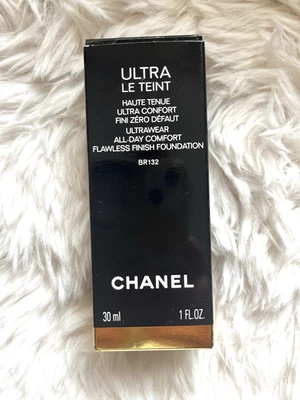 ULTRA
LE TEINT
HAUTE TENUE
ULTRA CONFORT
FINI ZÉRO DÉFAUT
ULTRAWEAR
ALL-DAY COMFORT
FLAWLESS FINISH FOUNDATION
BR132
CHANEL
30 ml 1 FL.OZ.